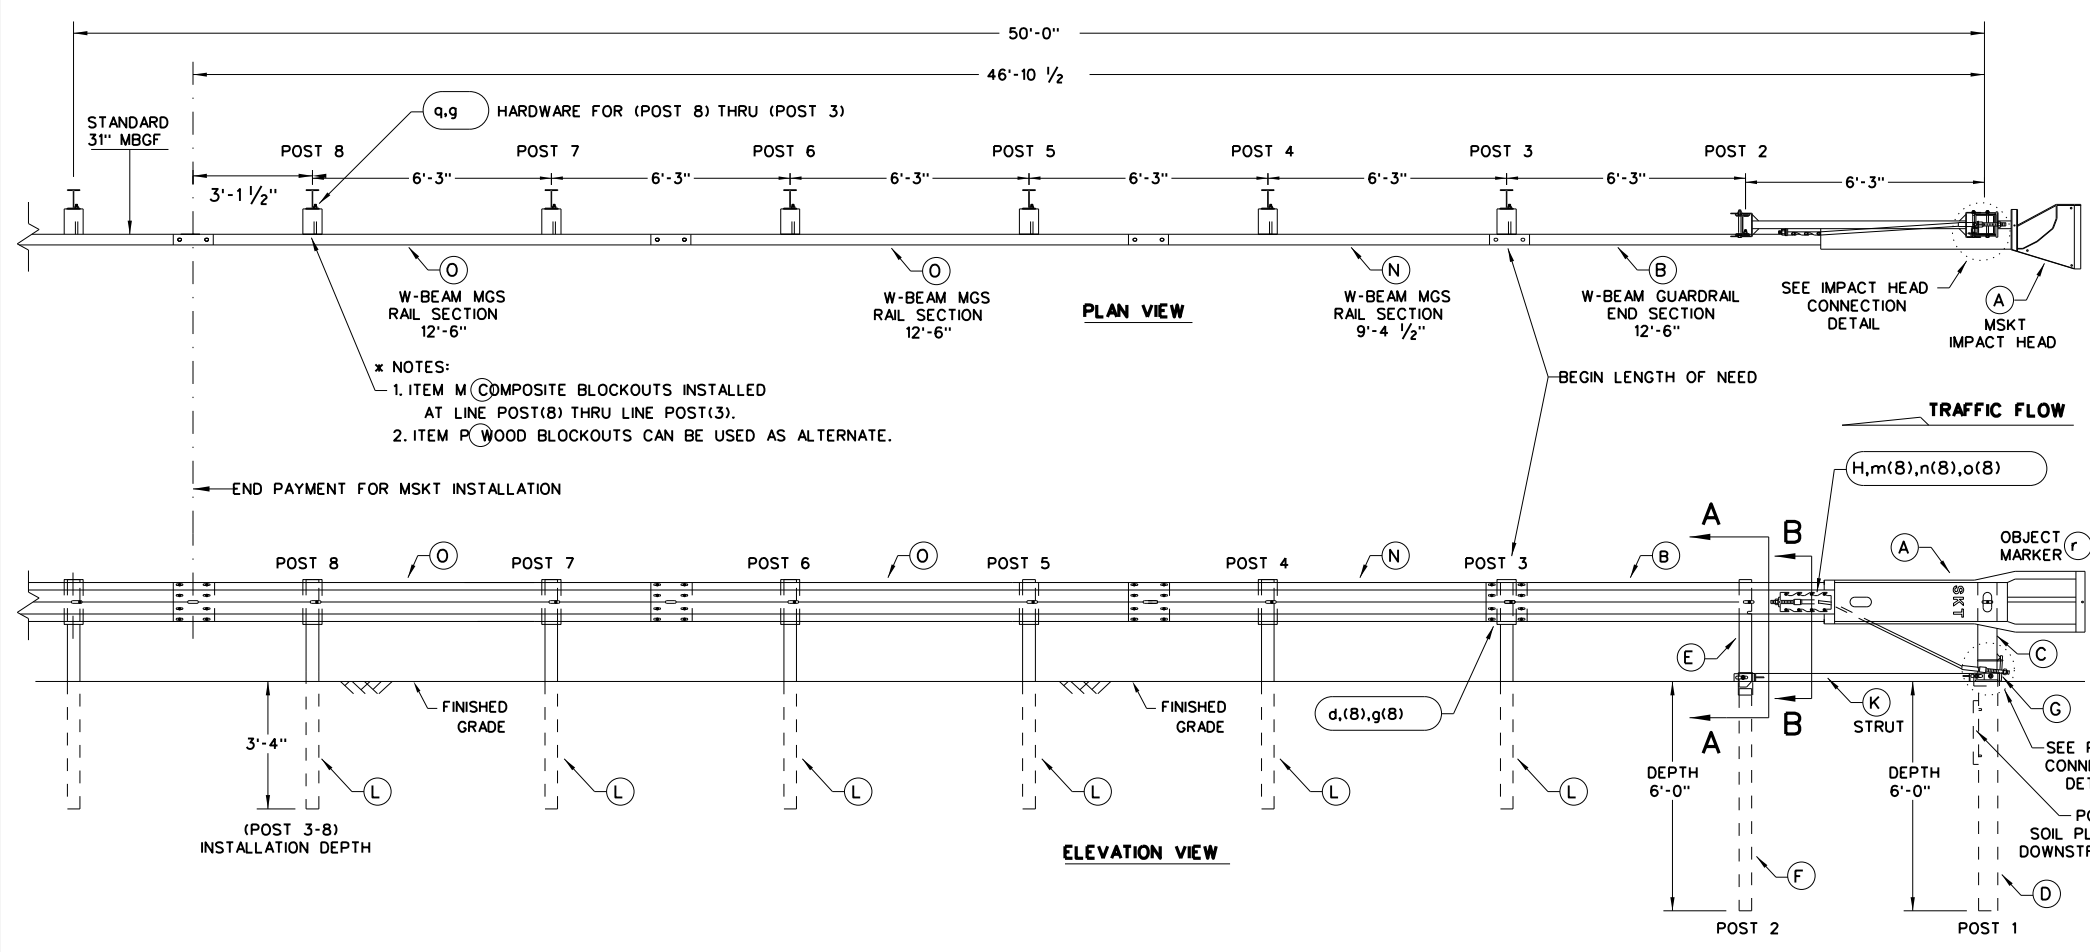 50'-0"
46'-10 ½
STANDARD
31" MBGF
q,g
HARDWARE FOR (POST 8) THRU (POST 3)
POST 8
POST 7
POST 6
POST 5
POST 4
POST 3
POST 2
3'-1 ½"
6'-3"
6'-3"
6'-3"
6'-3"
6'-3"
6'-3"
6'-3"
O
W-BEAM MGS
RAIL SECTION
12'-6"
O
W-BEAM MGS
RAIL SECTION
12'-6"
PLAN VIEW
N
W-BEAM MGS
RAIL SECTION
9'-4 ½"
B
W-BEAM GUARDRAIL
END SECTION
12'-6"
SEE IMPACT HEAD
CONNECTION
DETAIL
A
MSKT
IMPACT HEAD
* NOTES:
1. ITEM M COMPOSITE BLOCKOUTS INSTALLED
AT LINE POST(8) THRU LINE POST(3).
2. ITEM P WOOD BLOCKOUTS CAN BE USED AS ALTERNATE.
BEGIN LENGTH OF NEED
TRAFFIC FLOW
END PAYMENT FOR MSKT INSTALLATION
H,m(8),n(8),o(8)
POST 8
O
POST 7
POST 6
O
POST 5
POST 4
N
POST 3
B
A
B
A
OBJECT
MARKER r
SKT
E
C
FINISHED
GRADE
FINISHED
GRADE
d,(8),g(8)
A
B
K
STRUT
G
3'-4"
L
L
L
L
L
L
DEPTH
6'-0"
DEPTH
6'-0"
SEE
CONN
DE
SOIL PL
DOWNST
(POST 3-8)
INSTALLATION DEPTH
ELEVATION VIEW
F
D
POST 2
POST 1